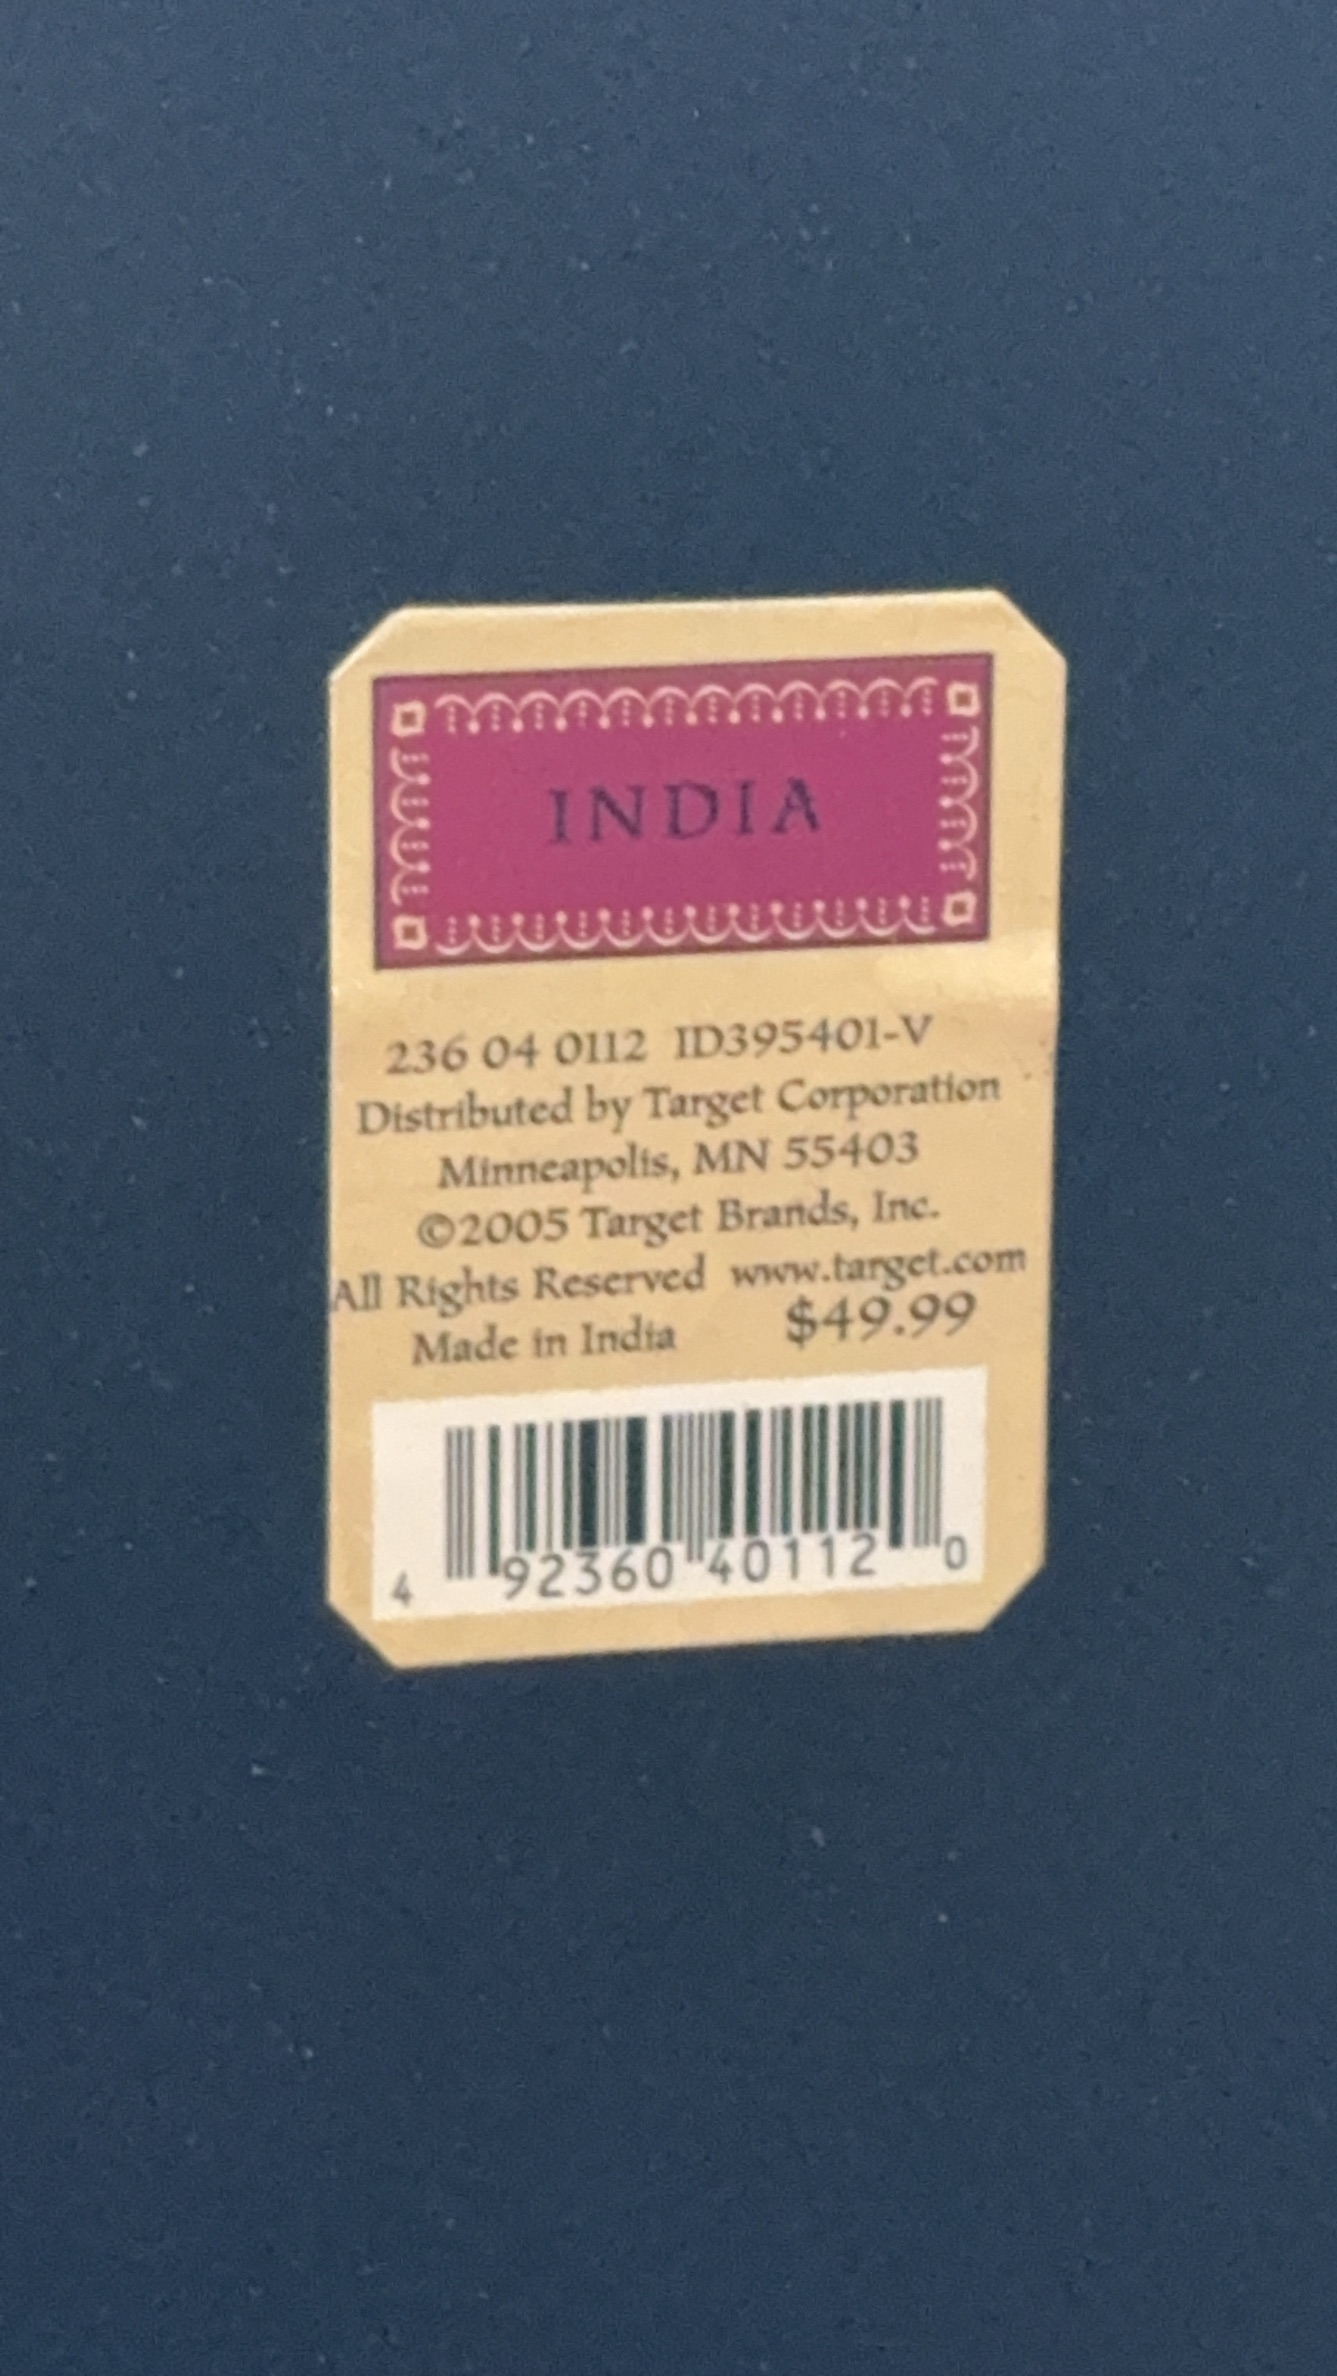 INDIA
236 04 0112 ID395401-V
Distributed by Target Corporation
Minneapolis, MN 55403
©2005 Target Brands, Inc.
All Rights Reserved www.target.com
Made in India $49.99
4 92360 40112 0